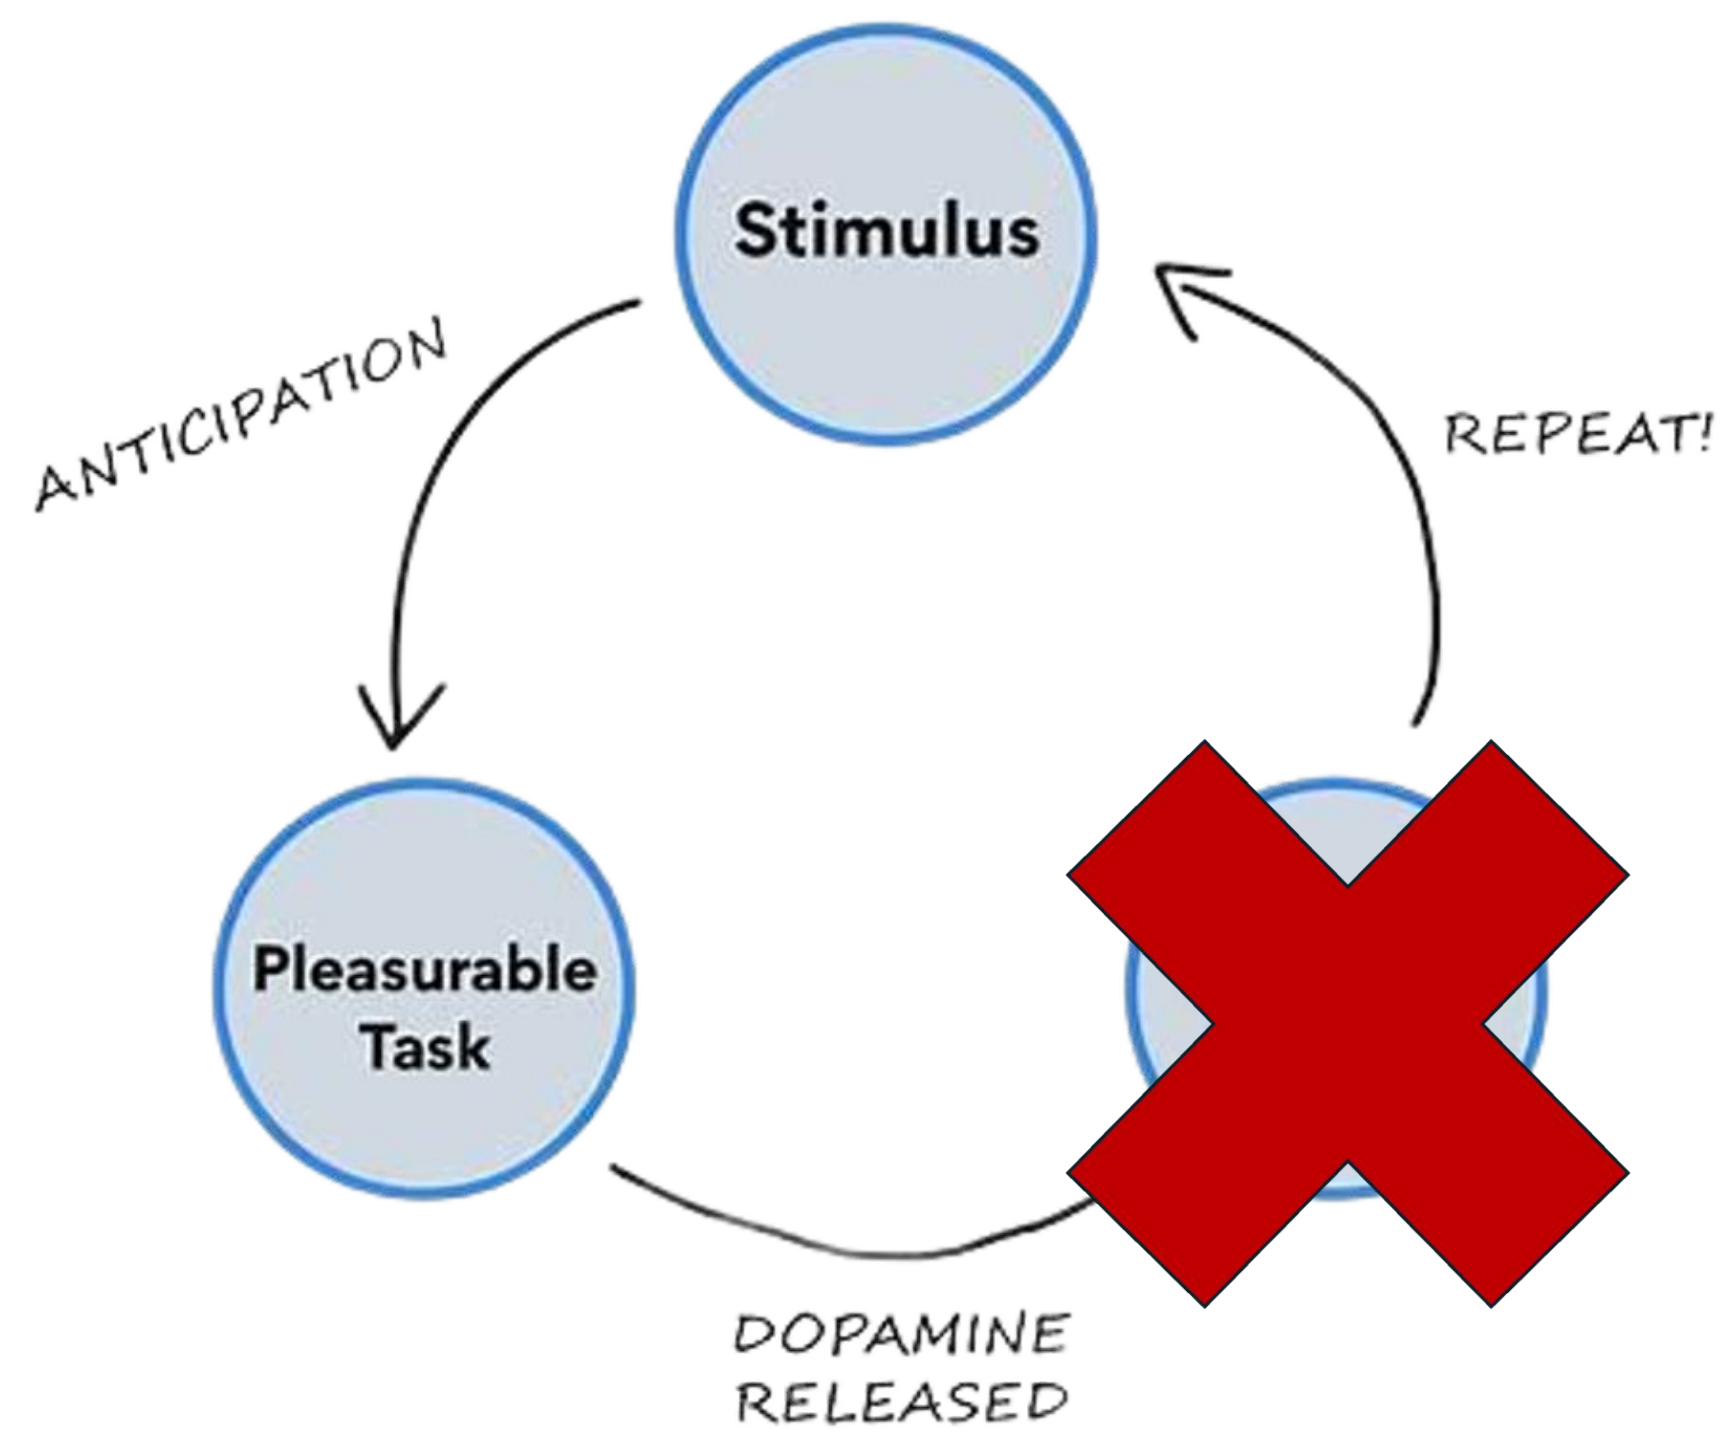 Stimulus
ANTICIPATION
REPEAT!
Pleasurable
Task
DOPAMINE
RELEASED